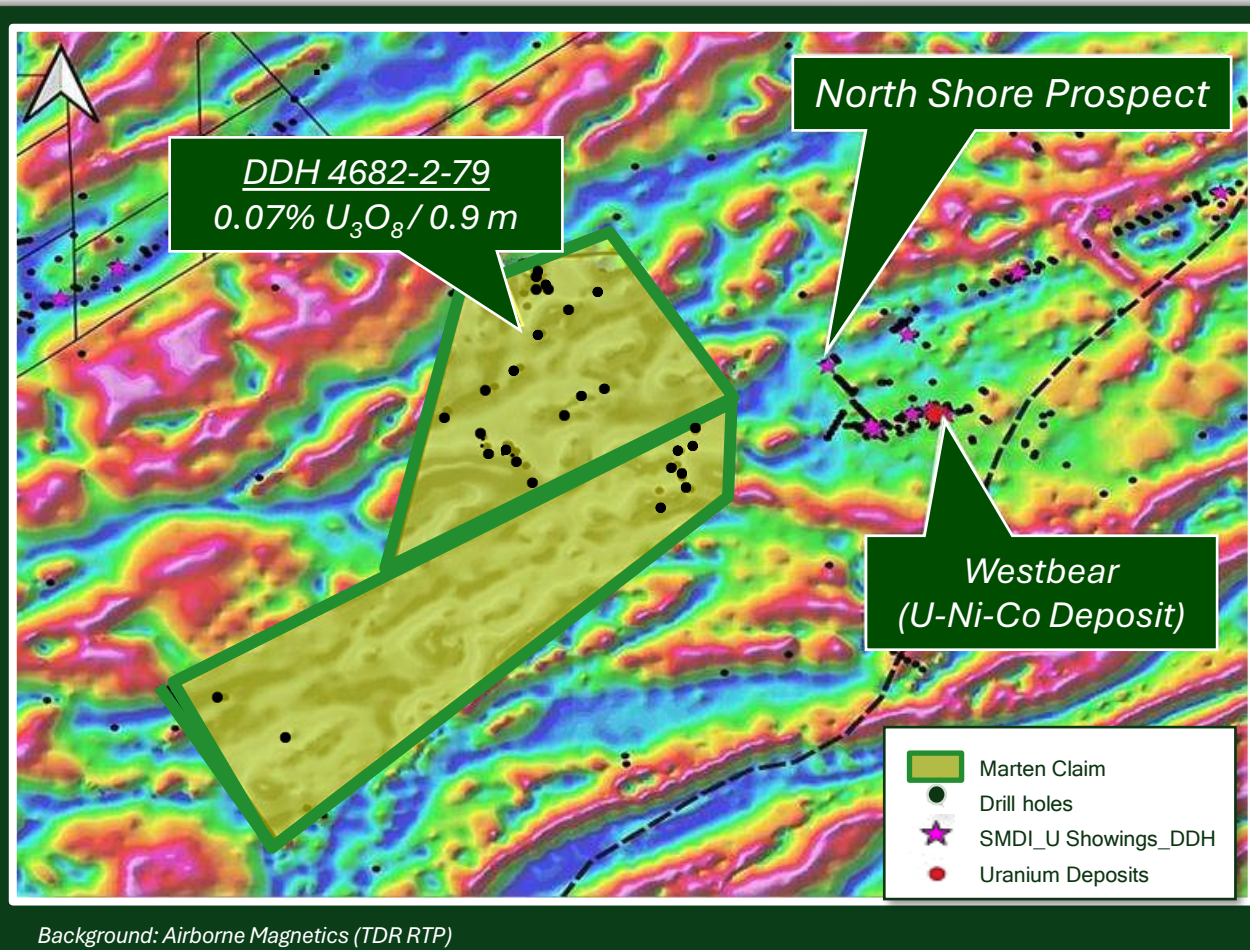 North Shore Prospect
DDH 4682-2-79
0.07% U₃O₈ / 0.9 m
Westbear
(U-Ni-Co Deposit)
Marten Claim
Drill holes
SMDI_U Showings_DDH
Uranium Deposits
Background: Airborne Magnetics (TDR RTP)